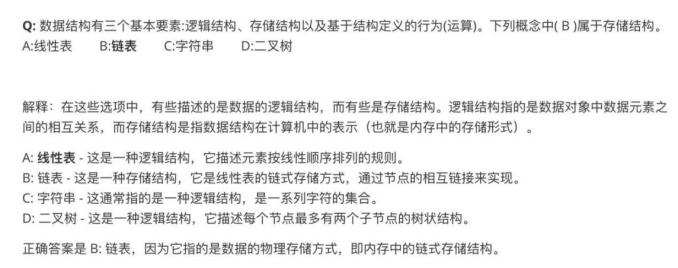 Q: 数据结构有三个基本要素:逻辑结构、存储结构以及基于结构定义的行为(运算)。下列概念中( B )属于存储结构。
A:线性表 B:链表 C:字符串 D:二叉树
解释：在这些选项中，有些描述的是数据的逻辑结构，而有些是存储结构。逻辑结构指的是数据对象中数据元素之
间的相互关系，而存储结构是指数据结构在计算机中的表示（也就是内存中的存储形式）。
A: 线性表 - 这是一种逻辑结构，它描述元素按线性顺序排列的规则。
B: 链表 - 这是一种存储结构，它是线性表的链式存储方式，通过节点的相互链接来实现。
C: 字符串 - 这通常指的是一种逻辑结构，是一系列字符的集合。
D: 二叉树 - 这是一种逻辑结构，它描述每个节点最多有两个子节点的树状结构。
正确答案是 B: 链表，因为它指的是数据的物理存储方式，即内存中的链式存储结构。